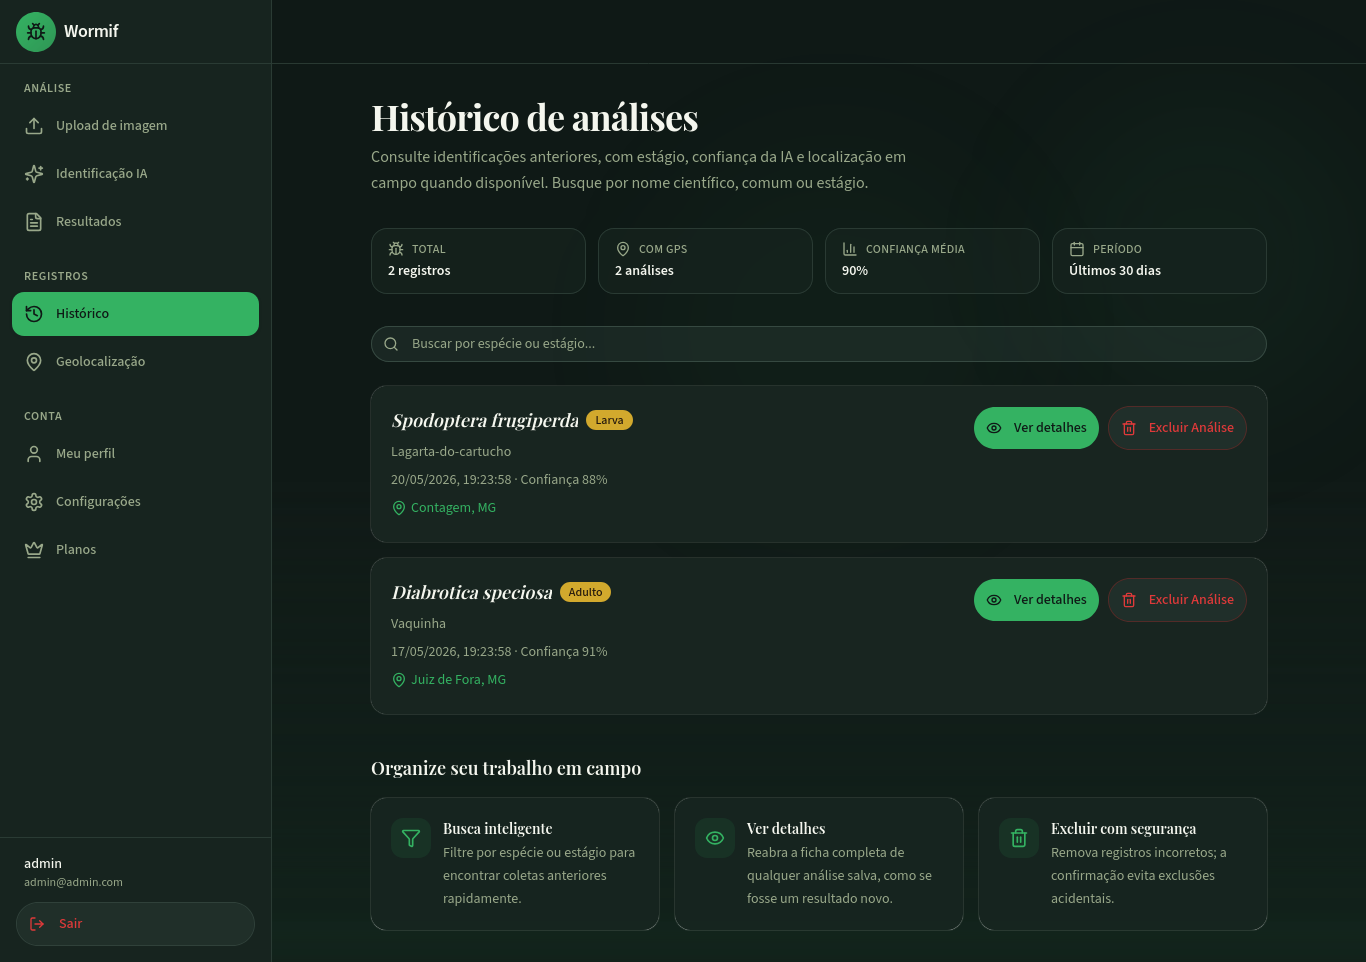 Wormif
ANÁLISE
Upload de imagem
Identificação IA
Resultados
REGISTROS
Histórico
Geolocalização
CONTA
Meu perfil
Configurações
Planos
admin
admin@admin.com
Sair
Histórico de análises
Consulte identificações anteriores, com estágio, confiança da IA e localização em
campo quando disponível. Busque por nome científico, comum ou estágio.
TOTAL
2 registros
COM GPS
2 análises
CONFIANÇA MÉDIA
90%
PERÍODO
Últimos 30 dias
Buscar por espécie ou estágio...
Spodoptera frugiperda Larva
Ver detalhes Excluir Análise
Lagarta-do-cartucho
20/05/2026, 19:23:58 · Confiança 88%
Contagem, MG
Diabrotica speciosa Adulto
Ver detalhes Excluir Análise
Vaquinha
17/05/2026, 19:23:58 · Confiança 91%
Juiz de Fora, MG
Organize seu trabalho em campo
Busca inteligente
Filtre por espécie ou estágio para
encontrar coletas anteriores
rapidamente.
Ver detalhes
Reabra a ficha completa de
qualquer análise salva, como se
fosse um resultado novo.
Excluir com segurança
Remova registros incorretos; a
confirmação evita exclusões
acidentais.